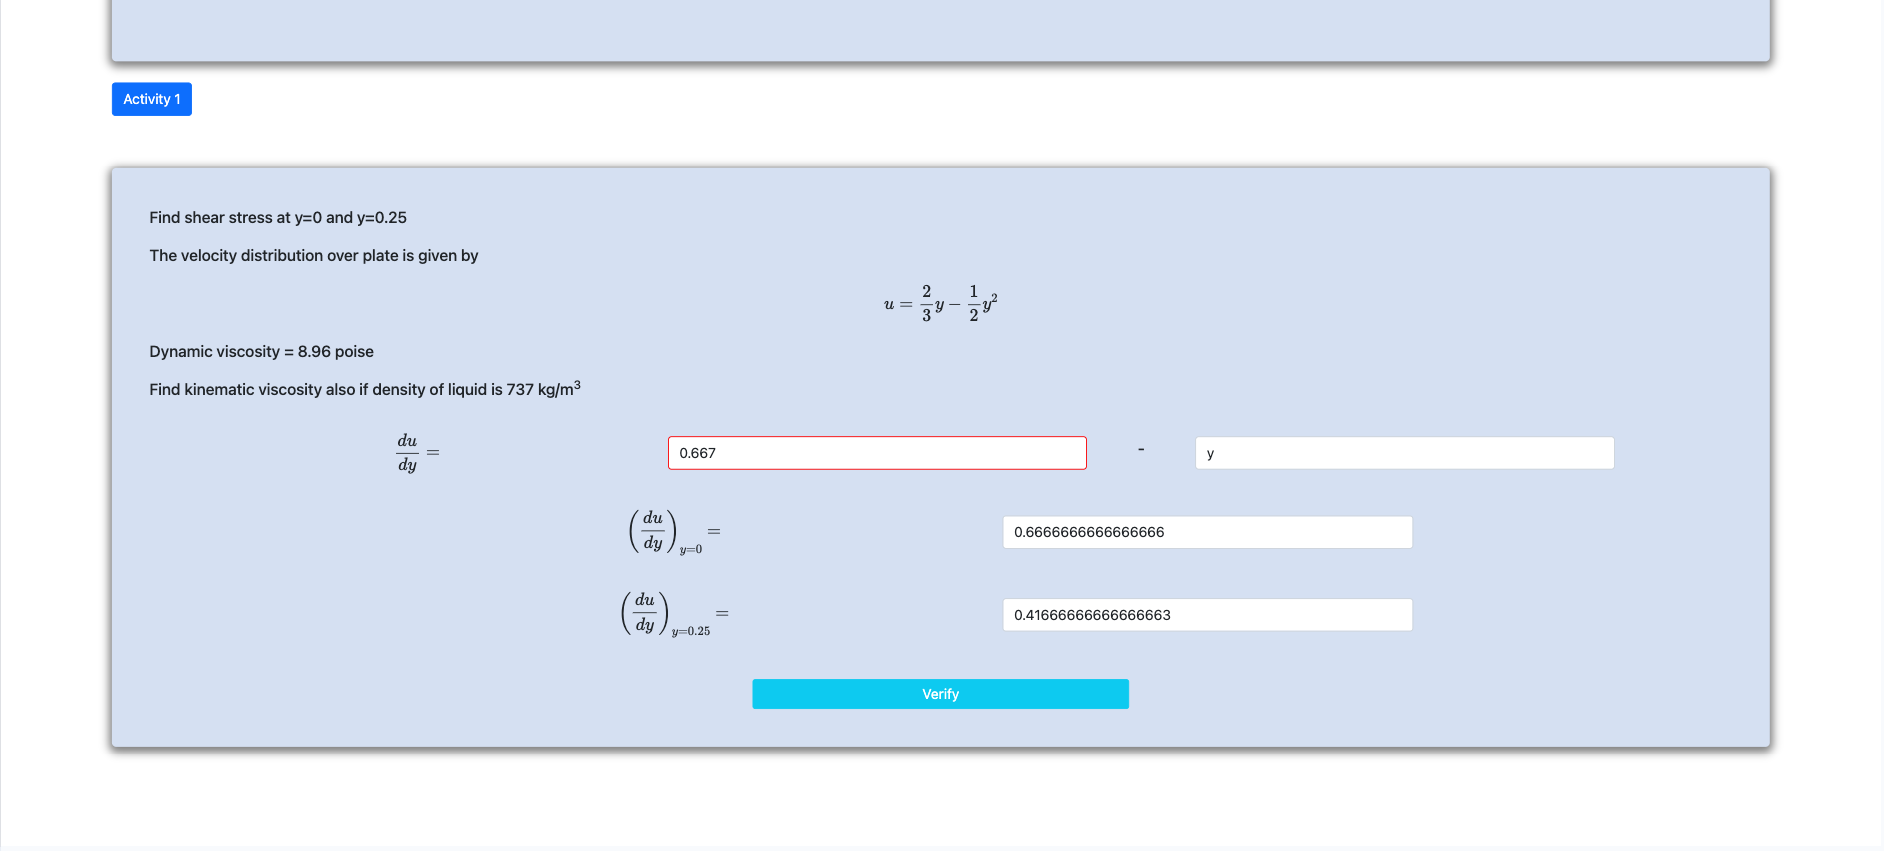 Activity 1
Find shear stress at y=0 and y=0.25
The velocity distribution over plate is given by
u = \frac{2}{3}y - \frac{1}{2}y^2
Dynamic viscosity = 8.96 poise
Find kinematic viscosity also if density of liquid is 737 kg/m³
\frac{du}{dy} = 0.667 - y
\left(\frac{du}{dy}\right)_{y=0} = 0.6666666666666666
\left(\frac{du}{dy}\right)_{y=0.25} = 0.41666666666666663
Verify